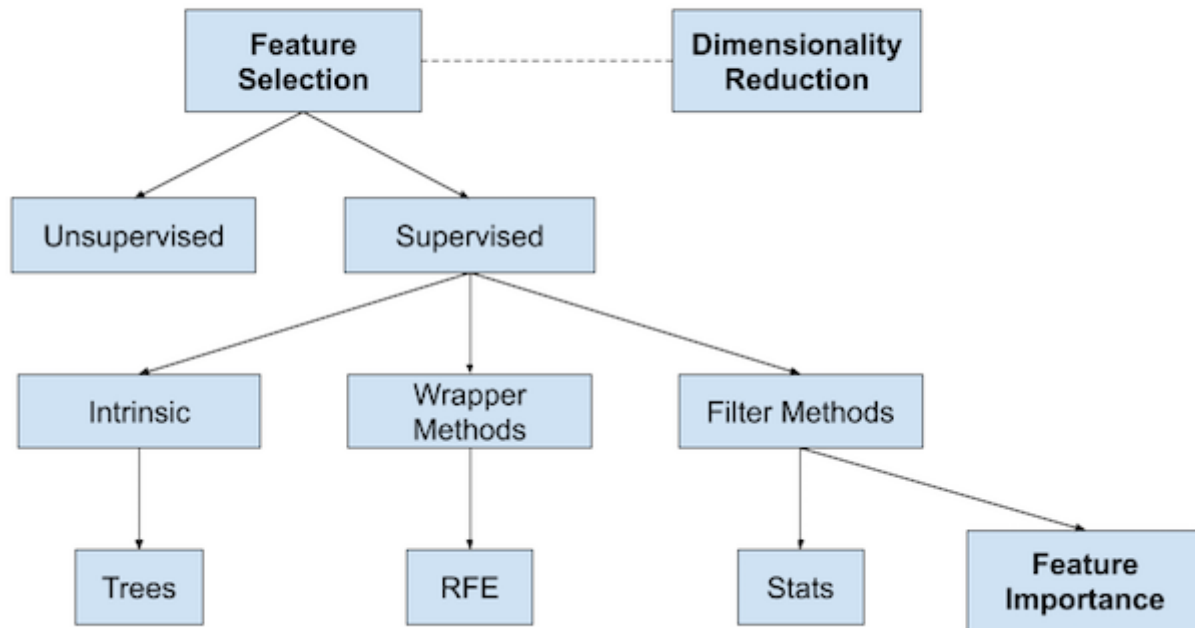 Feature
Selection
Dimensionality
Reduction
Unsupervised
Supervised
Intrinsic
Wrapper
Methods
Filter Methods
Trees
RFE
Stats
Feature
Importance